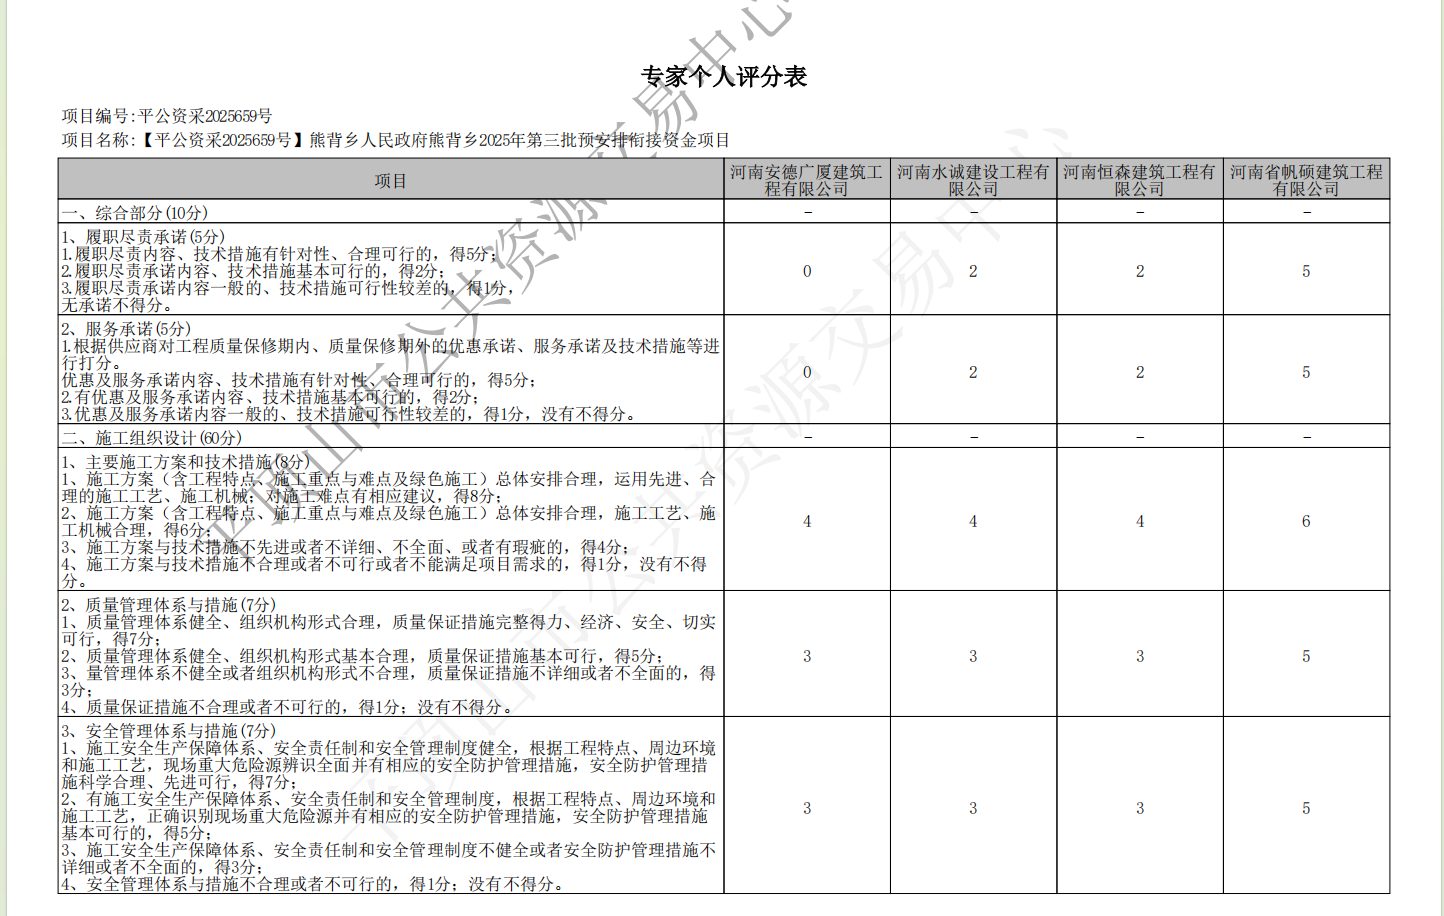 专家个人评分表
项目编号:平公资采2025659号
项目名称:【平公资采2025659号】熊背乡人民政府熊背乡2025年第三批预安排衔接资金项目
项目
河南安德广厦建筑工
程有限公司
河南水诚建设工程有
限公司
河南恒森建筑工程有
限公司
河南省帆硕建筑工程
有限公司
一、综合部分(10分)
-
-
-
-
1、履职尽责承诺(5分)
1.履职尽责内容、技术措施有针对性、合理可行的,得5分;
2.履职尽责承诺内容、技术措施基本可行的,得2分;
3.履职尽责承诺内容一般的、技术措施可行性较差的,得1分,
无承诺不得分。
0
2
2
5
2、服务承诺(5分)
1.根据供应商对工程质量保修期内、质量保修期外的优惠承诺、服务承诺及技术措施等进
行打分。
优惠及服务承诺内容、技术措施有针对性、合理可行的,得5分;
2.有优惠及服务承诺内容、技术措施基本可行的,得2分;
3.优惠及服务承诺内容一般的、技术措施可行性较差的,得1分,没有不得分。
0
2
2
5
二、施工组织设计(60分)
-
-
-
-
1、主要施工方案和技术措施(8分)
1、施工方案(含工程特点、施工重点与难点及绿色施工)总体安排合理,运用先进、合
理的施工工艺、施工机械;对施工难点有相应建议,得8分;
2、施工方案(含工程特点、施工重点与难点及绿色施工)总体安排合理,施工工艺、施
工机械合理,得6分;
3、施工方案与技术措施不先进或者不详细、不全面、或者有瑕疵的,得4分;
4、施工方案与技术措施不合理或者不可行或者不能满足项目需求的,得1分,没有不得
分。
4
4
4
6
2、质量管理体系与措施(7分)
1、质量管理体系健全、组织机构形式合理,质量保证措施完整得力、经济、安全、切实
可行,得7分;
2、质量管理体系健全、组织机构形式基本合理,质量保证措施基本可行,得5分;
3、量管理体系不健全或者组织机构形式不合理,质量保证措施不详细或者不全面的,得
3分;
4、质量保证措施不合理或者不可行的,得1分;没有不得分。
3
3
3
5
3、安全管理体系与措施(7分)
1、施工安全生产保障体系、安全责任制和安全管理制度健全,根据工程特点、周边环境
和施工工艺,现场重大危险源辨识全面并有相应的安全防护管理措施,安全防护管理措
施科学合理、先进可行,得7分;
2、有施工安全生产保障体系、安全责任制和安全管理制度,根据工程特点、周边环境和
施工工艺,正确识别现场重大危险源并有相应的安全防护管理措施,安全防护管理措施
基本可行的,得5分;
3、施工安全生产保障体系、安全责任制和安全管理制度不健全或者安全防护管理措施不
详细或者不全面的,得3分;
4、安全管理体系与措施不合理或者不可行的,得1分;没有不得分。
3
3
3
5
平顶山市公共资源交易中心
平顶山市公共资源交易中心